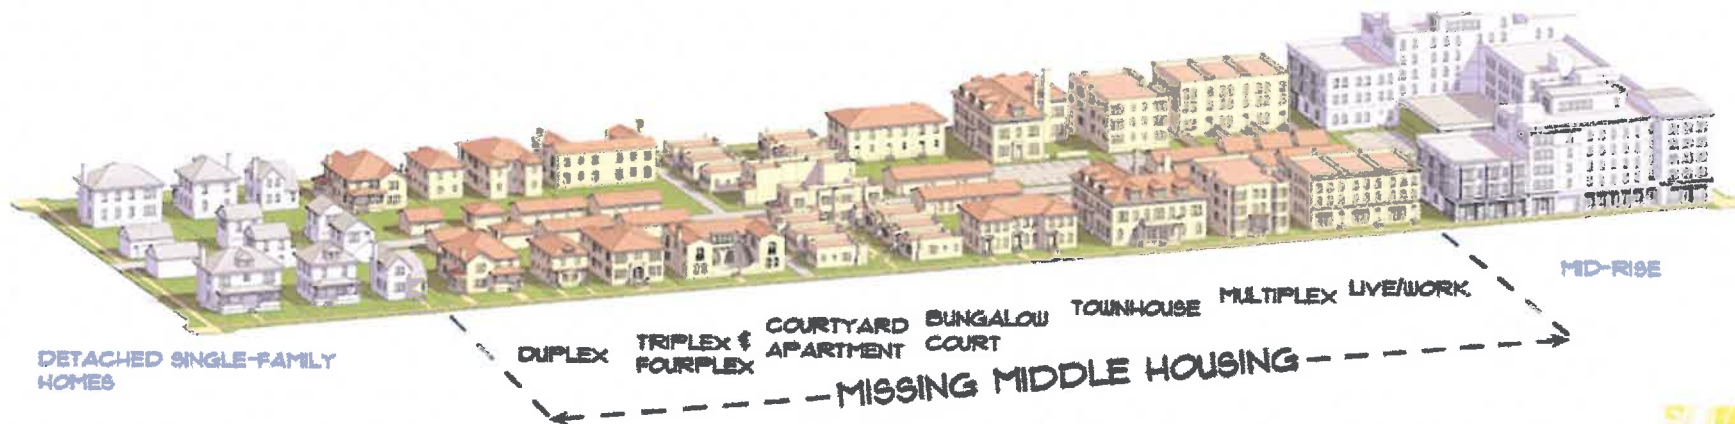 DETACHED SINGLE-FAMILY
HOMES
DUPLEX
TRIPLEX &
FOURPLEX
COURTYARD
APARTMENT
BUNGALOW
COURT
TOWNHOUSE
MULTIPLEX
LIVE/WORK
MID-RISE
MISSING MIDDLE HOUSING